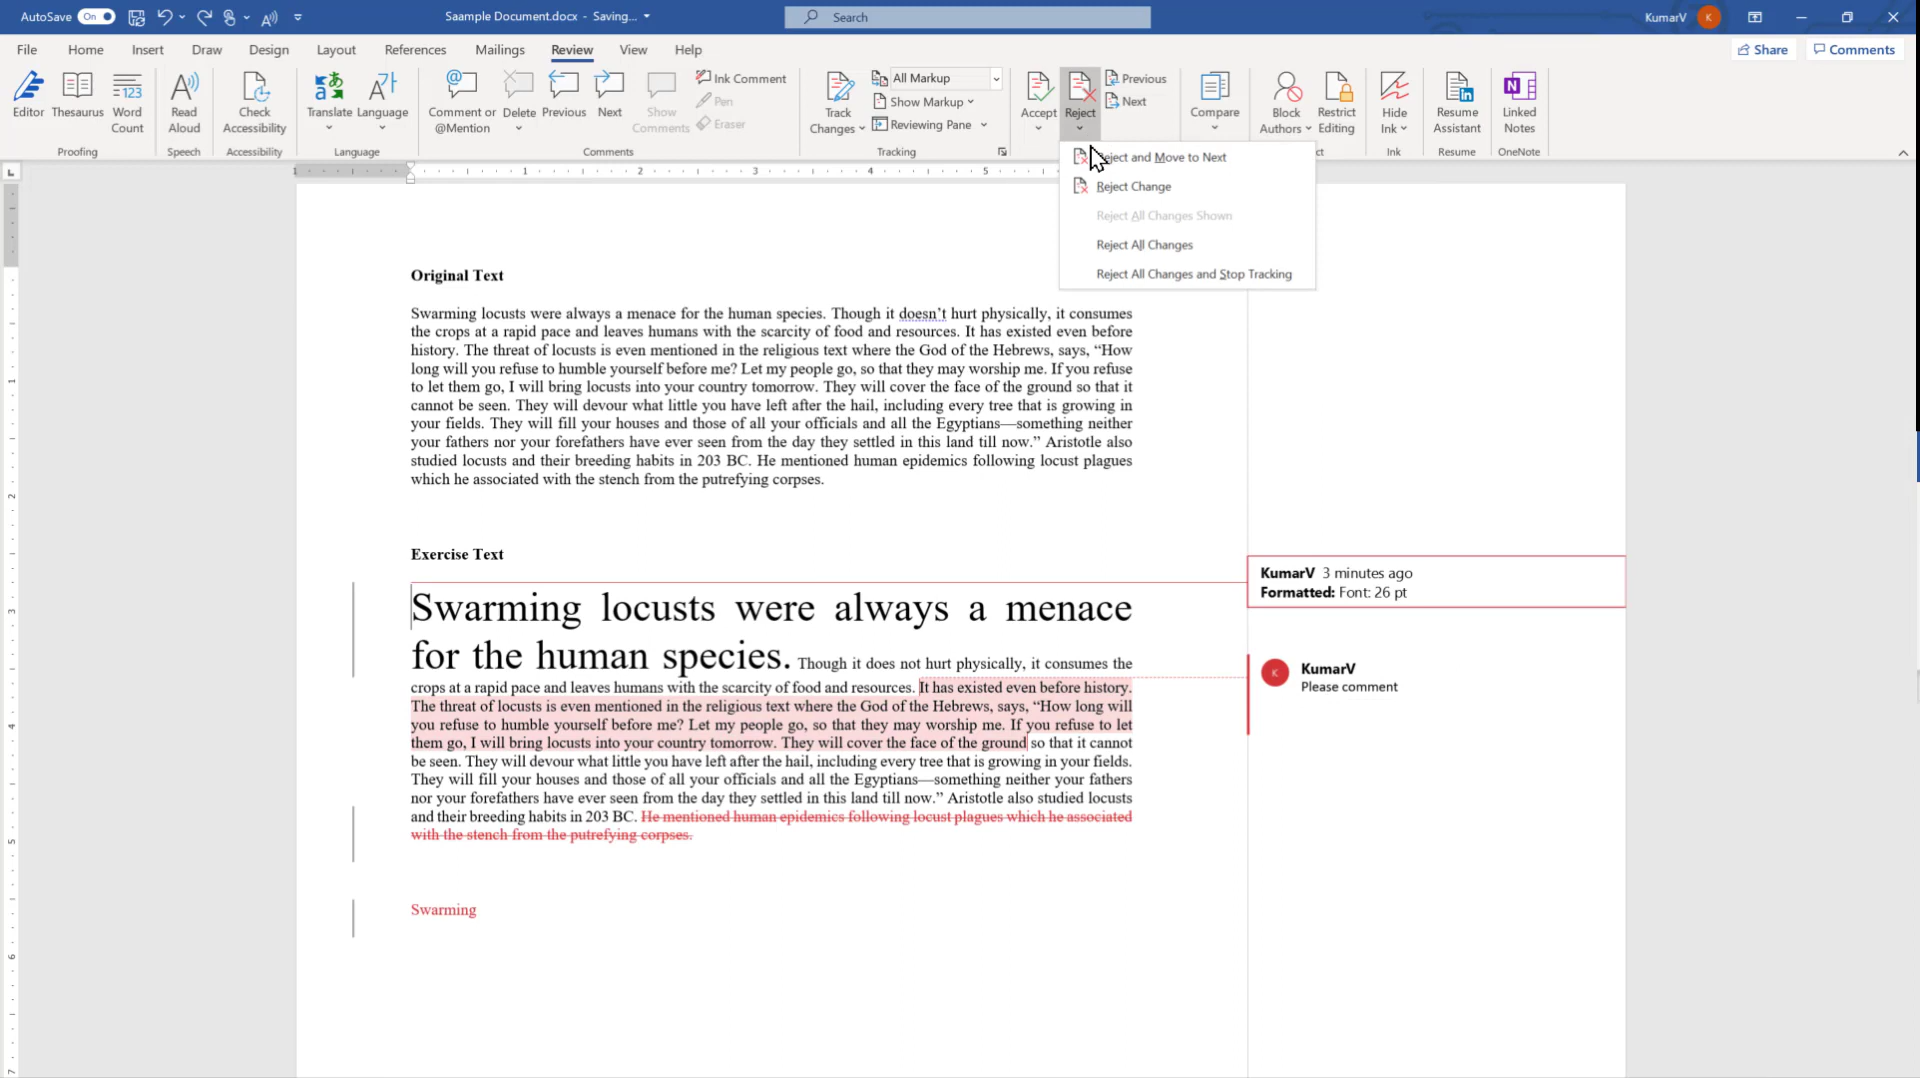 AutoSave On
Saample Document.docx - Saving...
Search
KumarV K
File Home Insert Draw Design Layout References Mailings Review View Help
Share Comments
Editor
Thesaurus
Word
Count
Proofing
Read
Aloud
Speech
Check
Accessibility
Accessibility
Translate
Language
Language
Comment or
@Mention
Delete
Previous
Next
Show
Comments
Ink Comment
Pen
Eraser
Comments
Track
Changes
All Markup
Show Markup
Reviewing Pane
Tracking
Accept
Reject
Previous
Next
Compare
Block
Authors
Restrict
Editing
Hide
Ink
Ink
Resume
Assistant
Resume
Linked
Notes
OneNote
eject and Move to Next
Reject Change
Reject All Changes Shown
Reject All Changes
Reject All Changes and Stop Tracking
Original Text
Swarming locusts were always a menace for the human species. Though it doesn’t hurt physically, it consumes
the crops at a rapid pace and leaves humans with the scarcity of food and resources. It has existed even before
history. The threat of locusts is even mentioned in the religious text where the God of the Hebrews, says, “How
long will you refuse to humble yourself before me? Let my people go, so that they may worship me. If you refuse
to let them go, I will bring locusts into your country tomorrow. They will cover the face of the ground so that it
cannot be seen. They will devour what little you have left after the hail, including every tree that is growing in
your fields. They will fill your houses and those of all your officials and all the Egyptians—something neither
your fathers nor your forefathers have ever seen from the day they settled in this land till now.” Aristotle also
studied locusts and their breeding habits in 203 BC. He mentioned human epidemics following locust plagues
which he associated with the stench from the putrefying corpses.
Exercise Text
Swarming locusts were always a menace
for the human species. Though it does not hurt physically, it consumes the
crops at a rapid pace and leaves humans with the scarcity of food and resources. It has existed even before history.
The threat of locusts is even mentioned in the religious text where the God of the Hebrews, says, “How long will
you refuse to humble yourself before me? Let my people go, so that they may worship me. If you refuse to let
them go, I will bring locusts into your country tomorrow. They will cover the face of the ground so that it cannot
be seen. They will devour what little you have left after the hail, including every tree that is growing in your fields.
They will fill your houses and those of all your officials and all the Egyptians—something neither your fathers
nor your forefathers have ever seen from the day they settled in this land till now.” Aristotle also studied locusts
and their breeding habits in 203 BC. He mentioned human epidemics following locust plagues which he associated
with the stench from the putrefying corpses.
Swarming
KumarV 3 minutes ago
Formatted: Font: 26 pt
K KumarV
Please comment